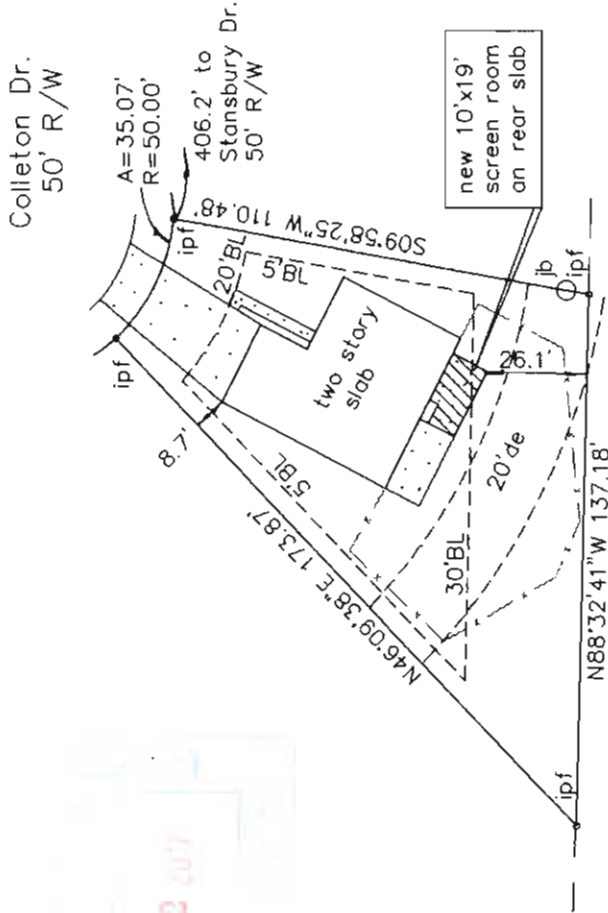 Colleton Dr.
50' R/W
A=35.07'
R=50.00'
406.2' to
Stansbury Dr.
50' R/W
ipf
ipf
20'BL
5'BL
S09°58'25"W 110.48'
8.7'
two story
slab
new 10'x19'
screen room
an rear slab
5'BL
N46°09'38"E 173.87'
jb
ipf
26.1'
20'de
30'BL
N88°32'41"W 137.18'
ipf